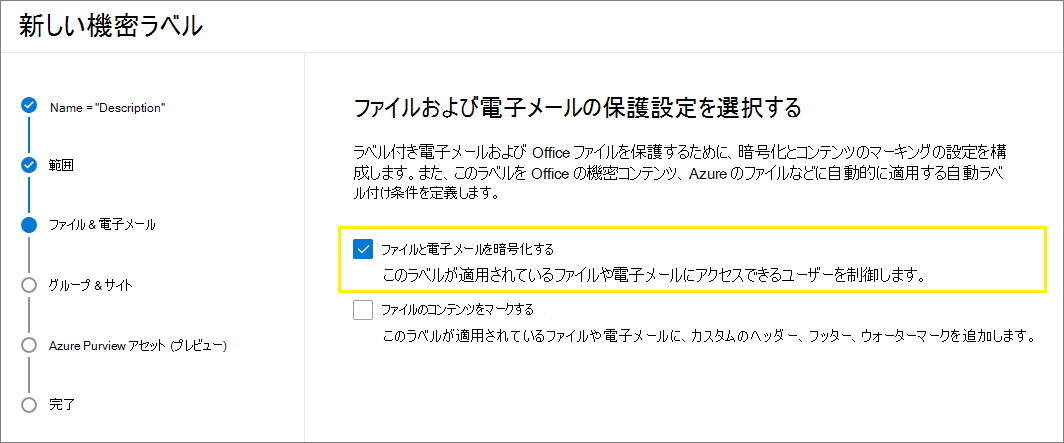 新しい機密ラベル
Name = "Description"
範囲
ファイル & 電子メール
グループ & サイト
Azure Purview アセット (プレビュー)
完了
ファイルおよび電子メールの保護設定を選択する
ラベル付き電子メールおよび Office ファイルを保護するために、暗号化とコンテンツのマーキングの設定を構
成します。また、このラベルを Office の機密コンテンツ、Azure のファイルなどに自動的に適用する自動ラベ
ル付け条件を定義します。
ファイルと電子メールを暗号化する
このラベルが適用されているファイルや電子メールにアクセスできるユーザーを制御します。
ファイルのコンテンツをマークする
このラベルが適用されているファイルや電子メールに、カスタムのヘッダー、フッター、ウォーターマークを追加します。